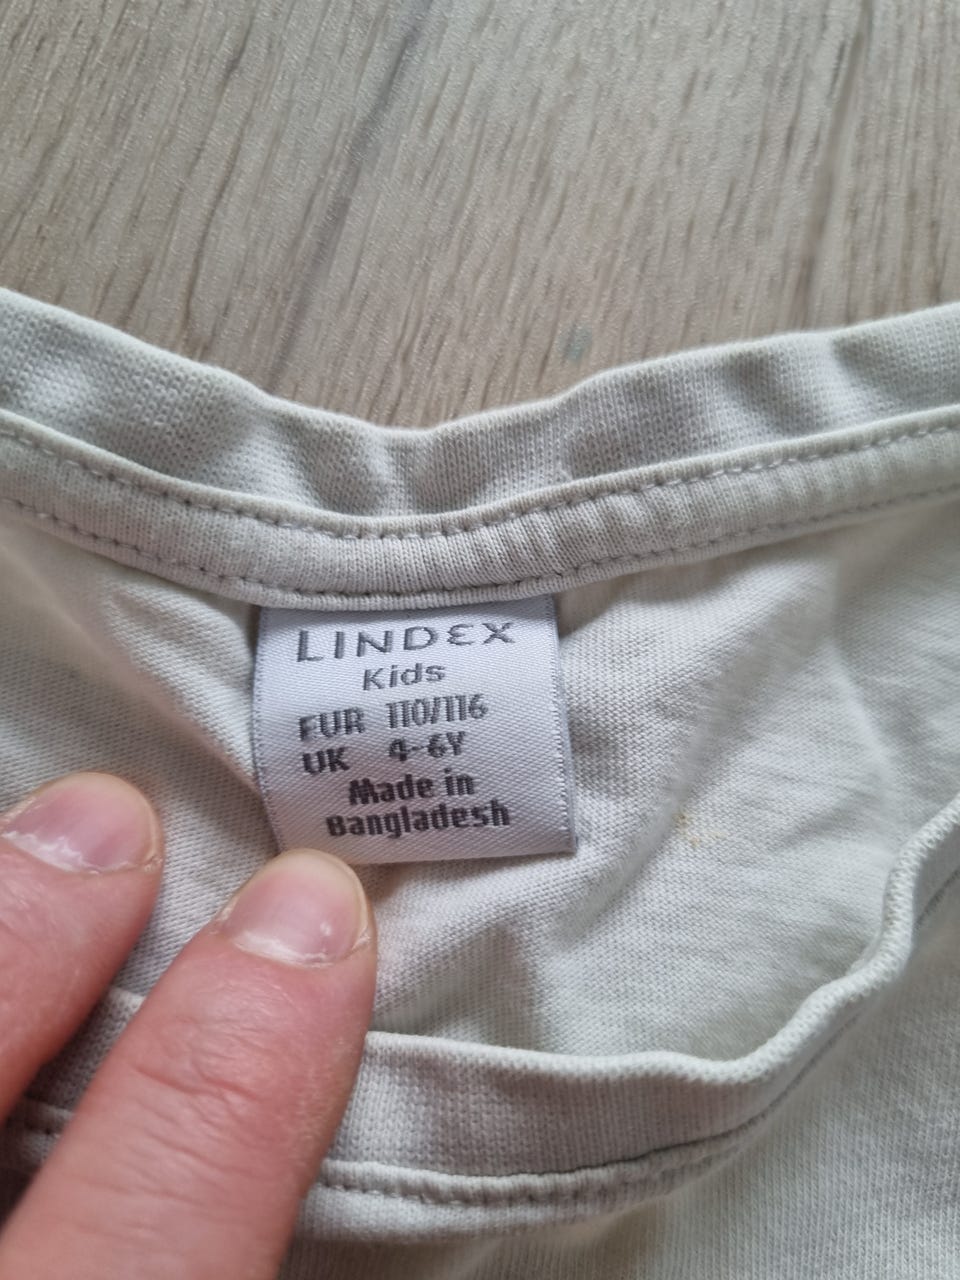 LINDEX
Kids
EUR 110/116
UK 4-6Y
Made in
Bangladesh